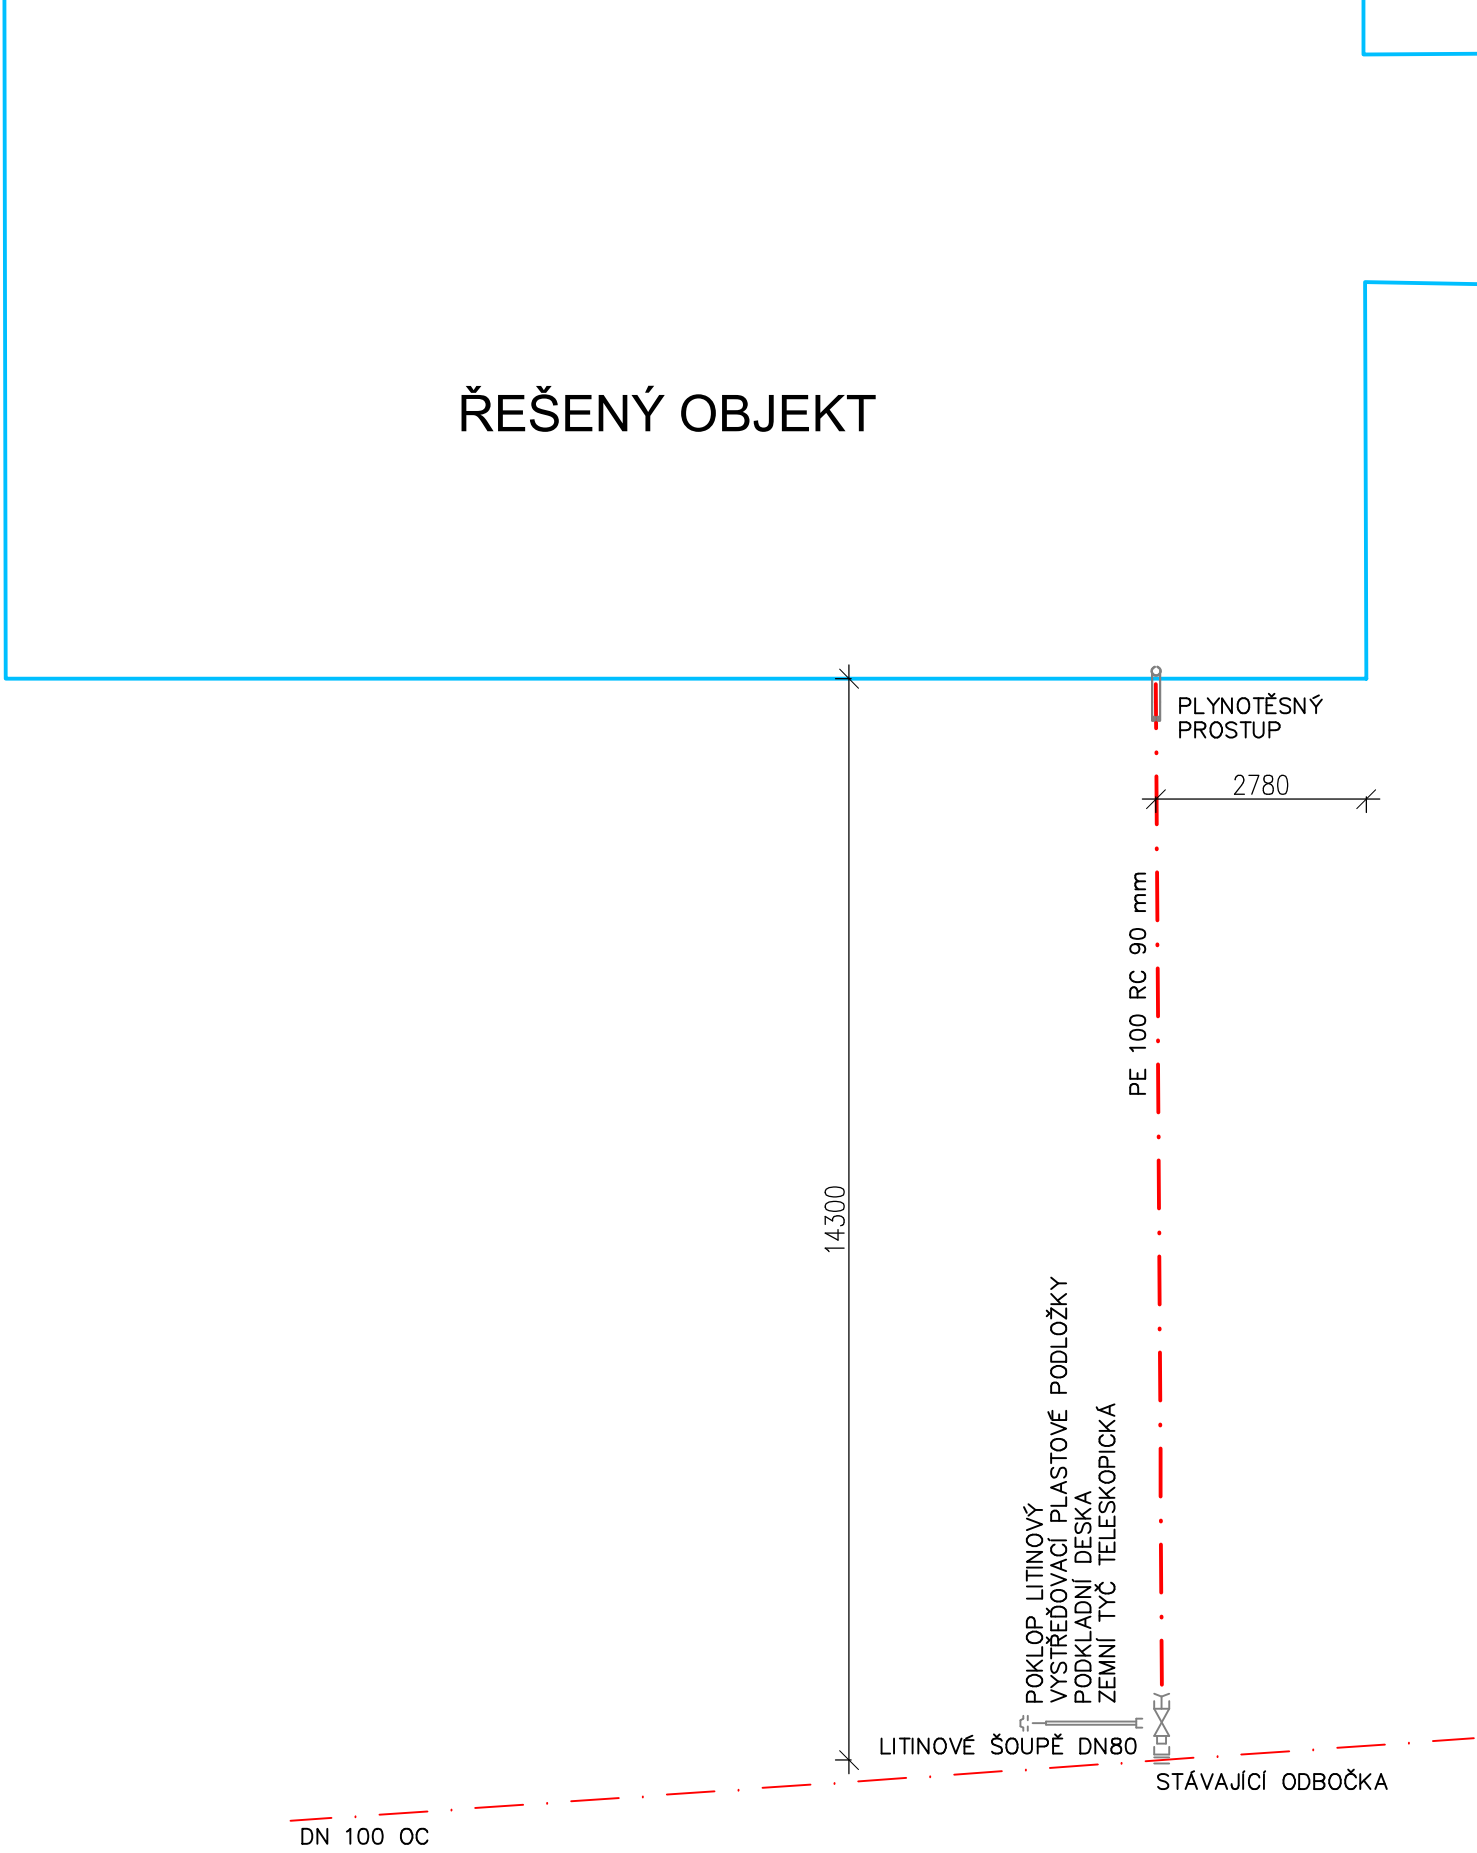 ŘEŠENÝ OBJEKT
PLYNOTĚSNÝ
PROSTUP
2780
PE 100 RC 90 mm
14300
POKLOP LITINOVÝ
VYSTŘEĎOVACÍ PLASTOVÉ PODLOŽKY
PODKLADNÍ DESKA
ZEMNÍ TYČ TELESKOPICKÁ
LITINOVÉ ŠOUPĚ DN80
STÁVAJÍCÍ ODBOČKA
DN 100 OC